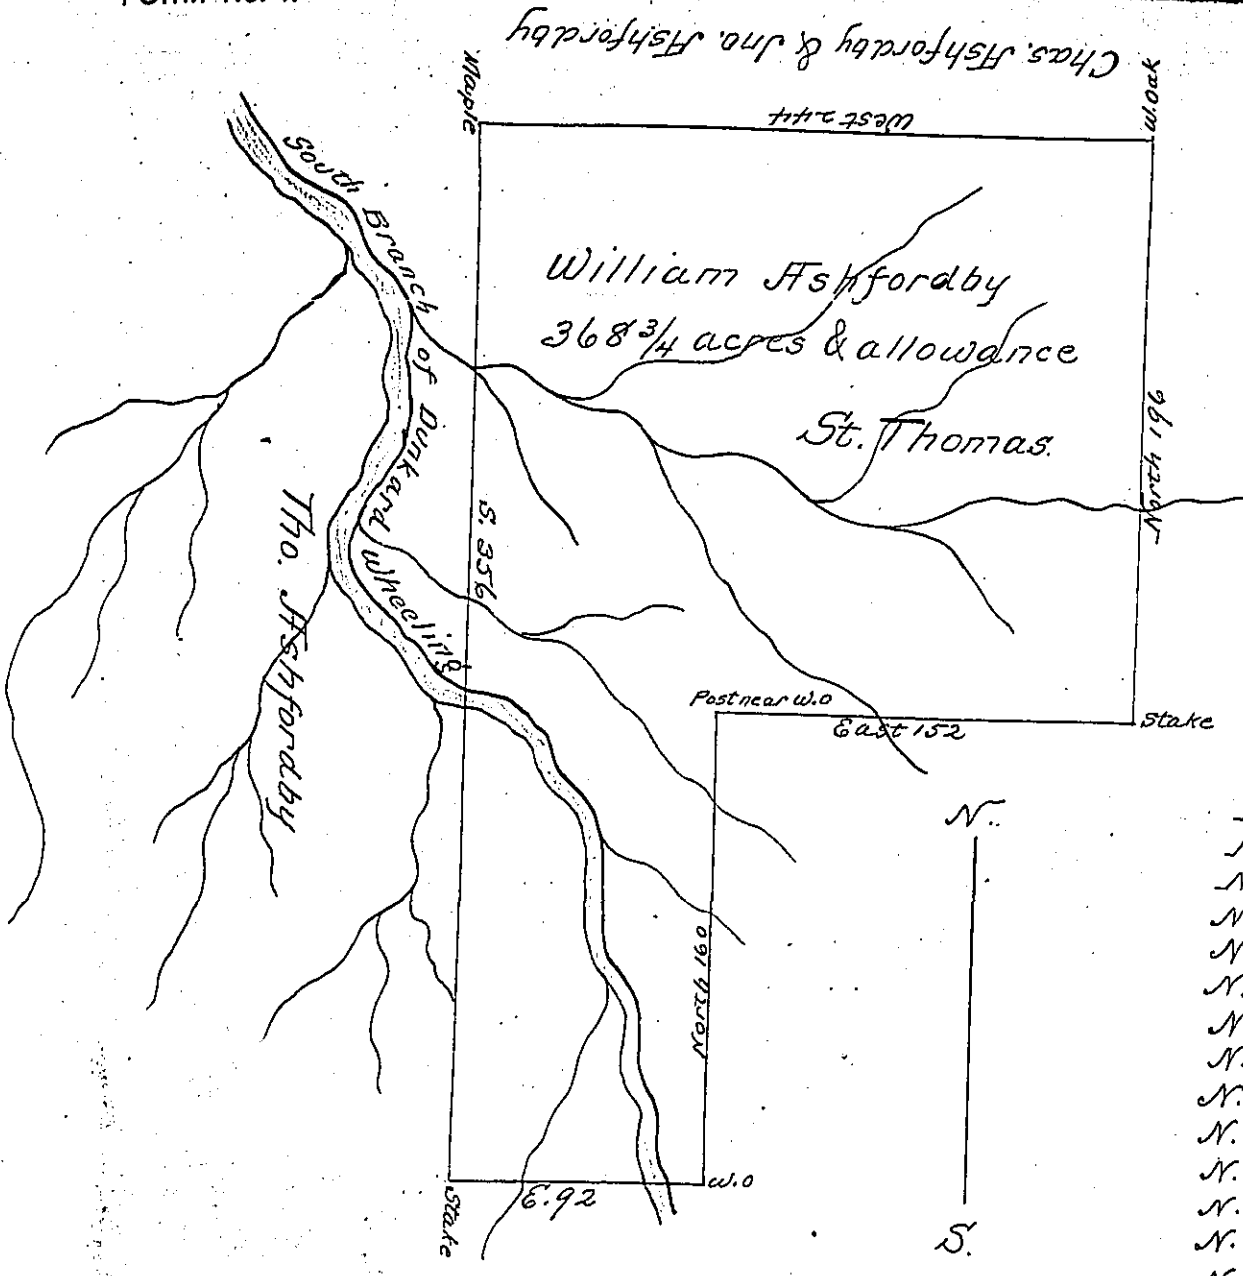 Chas. Ashfordby & Jno. Ashfordby
Maple
W. Oak
West 244
South Branch of Dunkard Wheeling
William Ashfordby
368 3/4 acres & allowance
St. Thomas.
North 196
S. 356
Tho. Ashfordby
Post near W.O
East 152
Stake
N.
North 160
S.
Stake
E. 92
W.O
N
N
N
N
N.
N
N.
N.
N.
N.
N.
N.